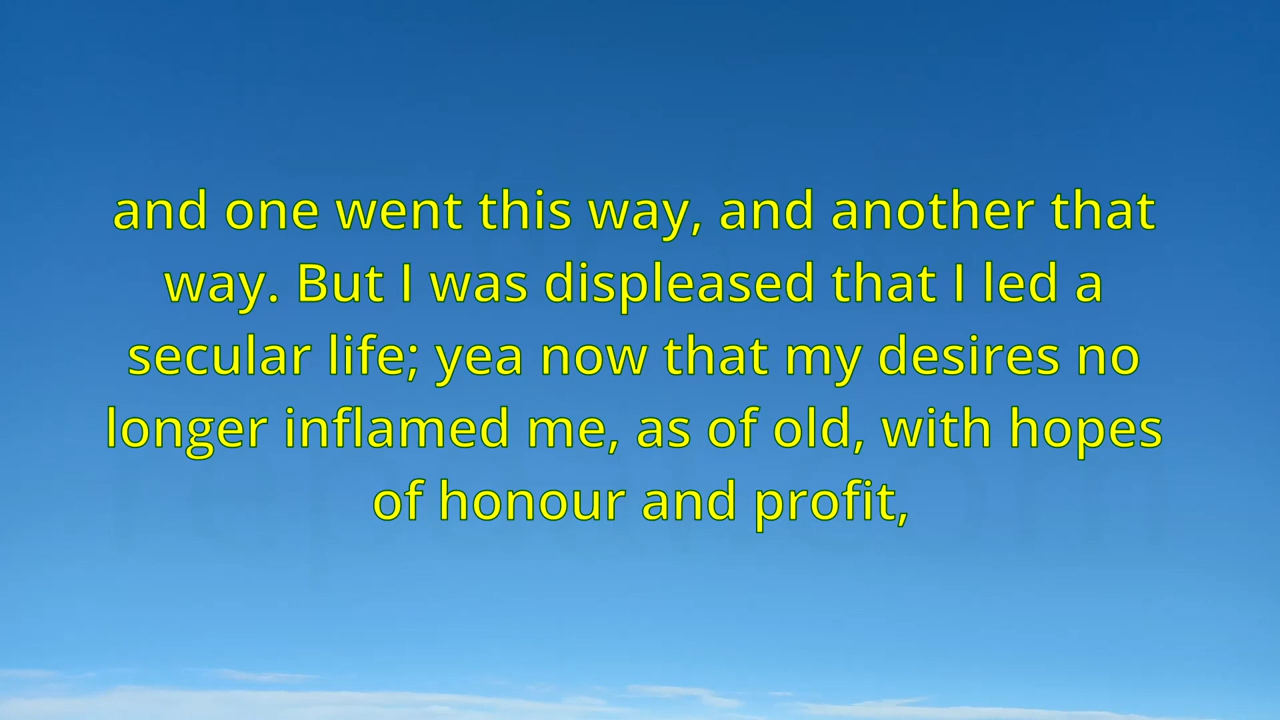 and one went this way, and another that
way. But I was displeased that I led a
secular life; yea now that my desires no
longer inflamed me, as of old, with hopes
of honour and profit,